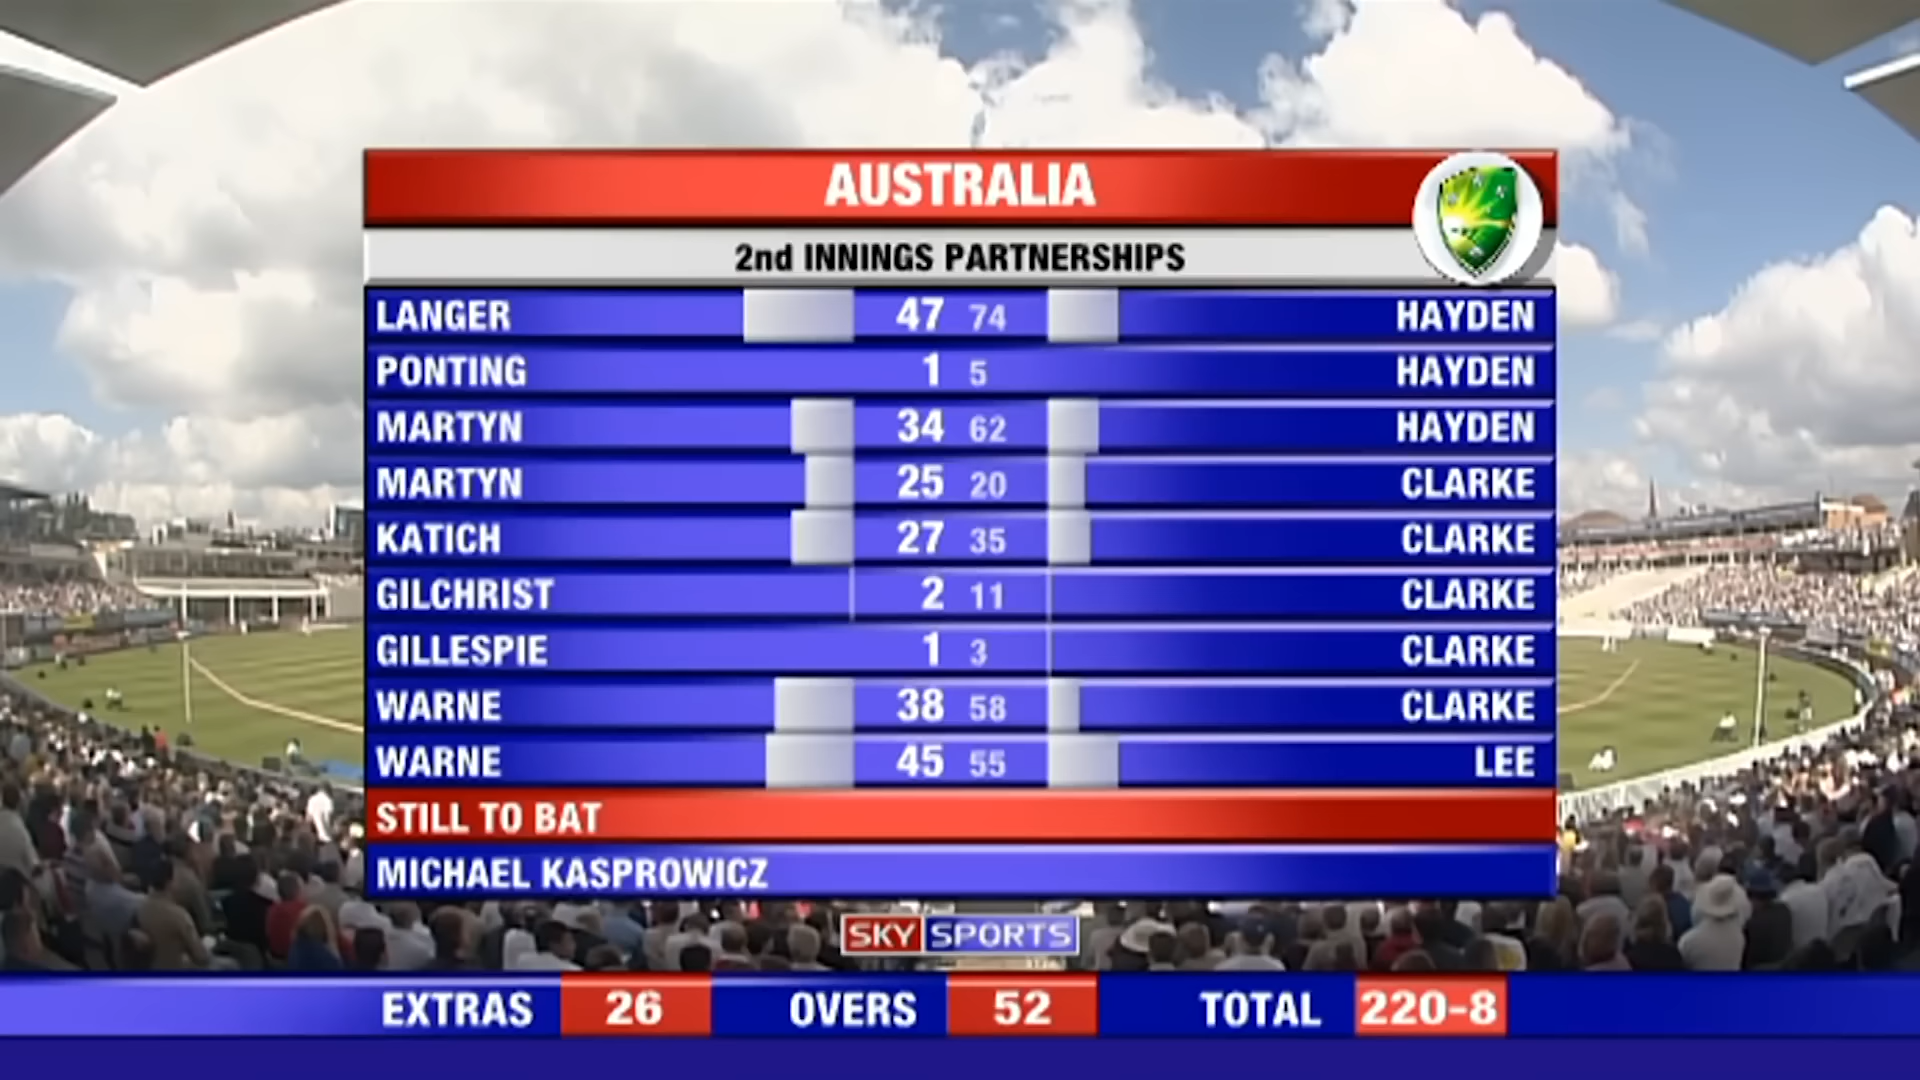 AUSTRALIA
2nd INNINGS PARTNERSHIPS
LANGER 47 74 HAYDEN
PONTING 1 5 HAYDEN
MARTYN 34 62 HAYDEN
MARTYN 25 20 CLARKE
KATICH 27 35 CLARKE
GILCHRIST 2 11 CLARKE
GILLESPIE 1 3 CLARKE
WARNE 38 58 CLARKE
WARNE 45 55 LEE
STILL TO BAT
MICHAEL KASPROWICZ
SKY SPORTS
EXTRAS 26 OVERS 52 TOTAL 220-8